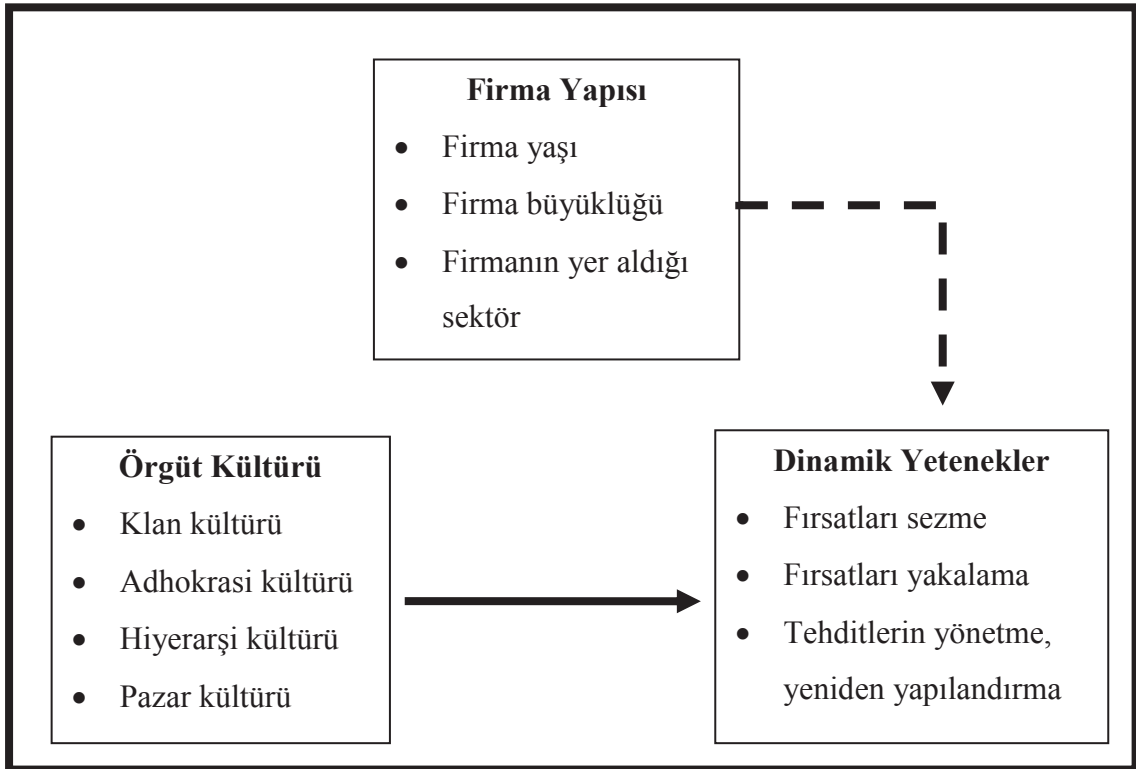 Firma Yapısı
• Firma yaşı
• Firma büyüklüğü
• Firmanın yer aldığı
sektör
Örgüt Kültürü
• Klan kültürü
• Adhokrasi kültürü
• Hiyerarşi kültürü
• Pazar kültürü
Dinamik Yetenekler
• Fırsatları sezme
• Fırsatları yakalama
• Tehditlerin yönetme,
yeniden yapılandırma